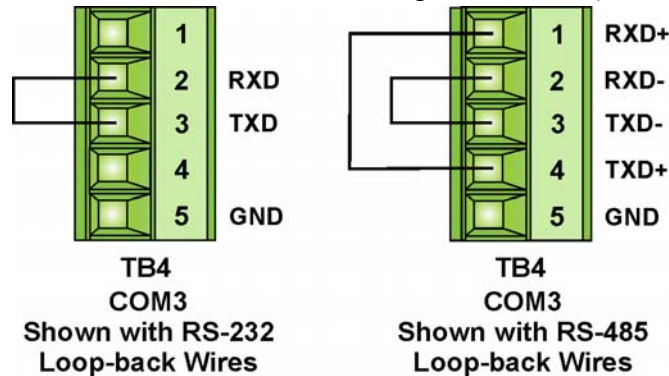 1
2 RXD
3 TXD
4
5 GND
TB4
COM3
Shown with RS-232
Loop-back Wires
1 RXD+
2 RXD-
3 TXD-
4 TXD+
5 GND
TB4
COM3
Shown with RS-485
Loop-back Wires